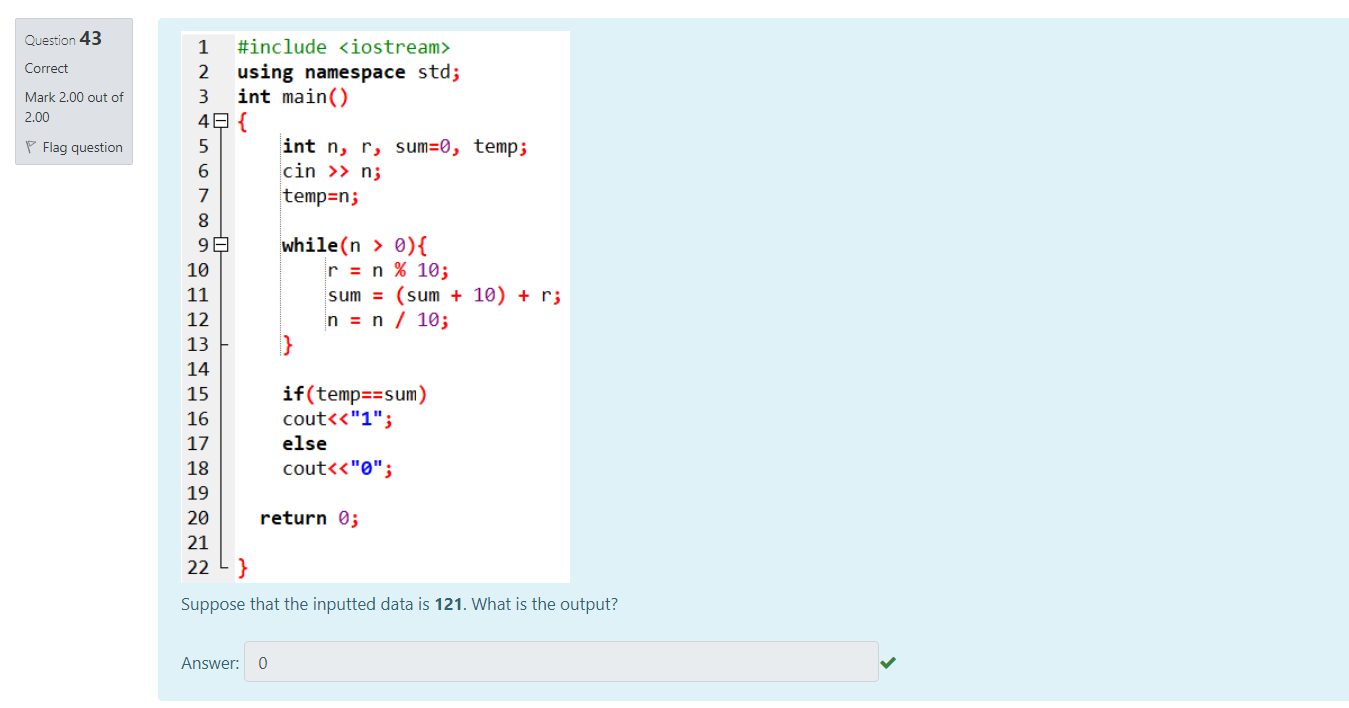 Question 43
Correct
Mark 2.00 out of
2.00
Flag question
1 #include <iostream>
2 using namespace std;
3 int main()
4 {
5 int n, r, sum=0, temp;
6 cin >> n;
7 temp=n;
8
9 while(n > 0){
10 r = n % 10;
11 sum = (sum + 10) + r;
12 n = n / 10;
13 }
14
15 if(temp==sum)
16 cout<<"1";
17 else
18 cout<<"0";
19
20 return 0;
21
22 }
Suppose that the inputted data is 121. What is the output?
Answer: 0